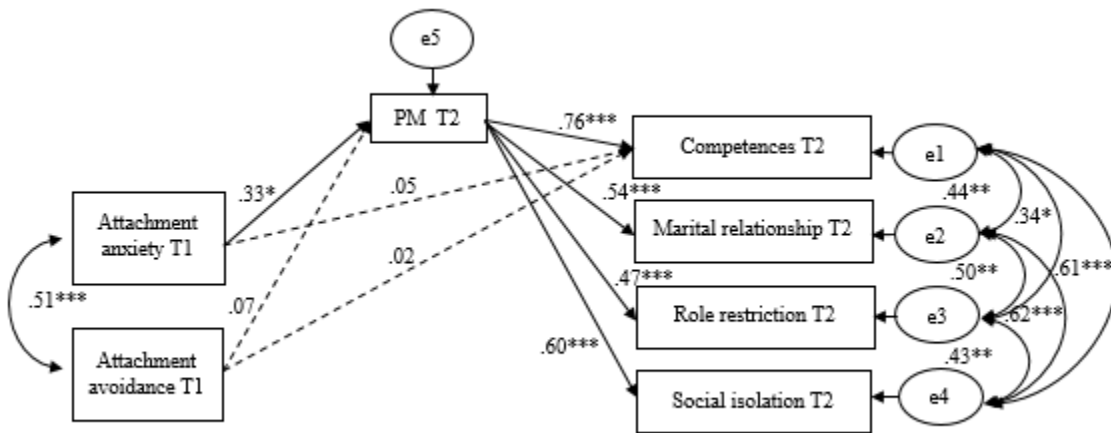 e5
PM T2
.76***
Competences T2
e1
.33*
.05
.54***
.44**
.34*
Attachment
anxiety T1
Marital relationship T2
e2
.02
.50**
.61***
.51***
.07
.47***
Role restriction T2
e3
.62***
.60***
.43**
Attachment
avoidance T1
Social isolation T2
e4